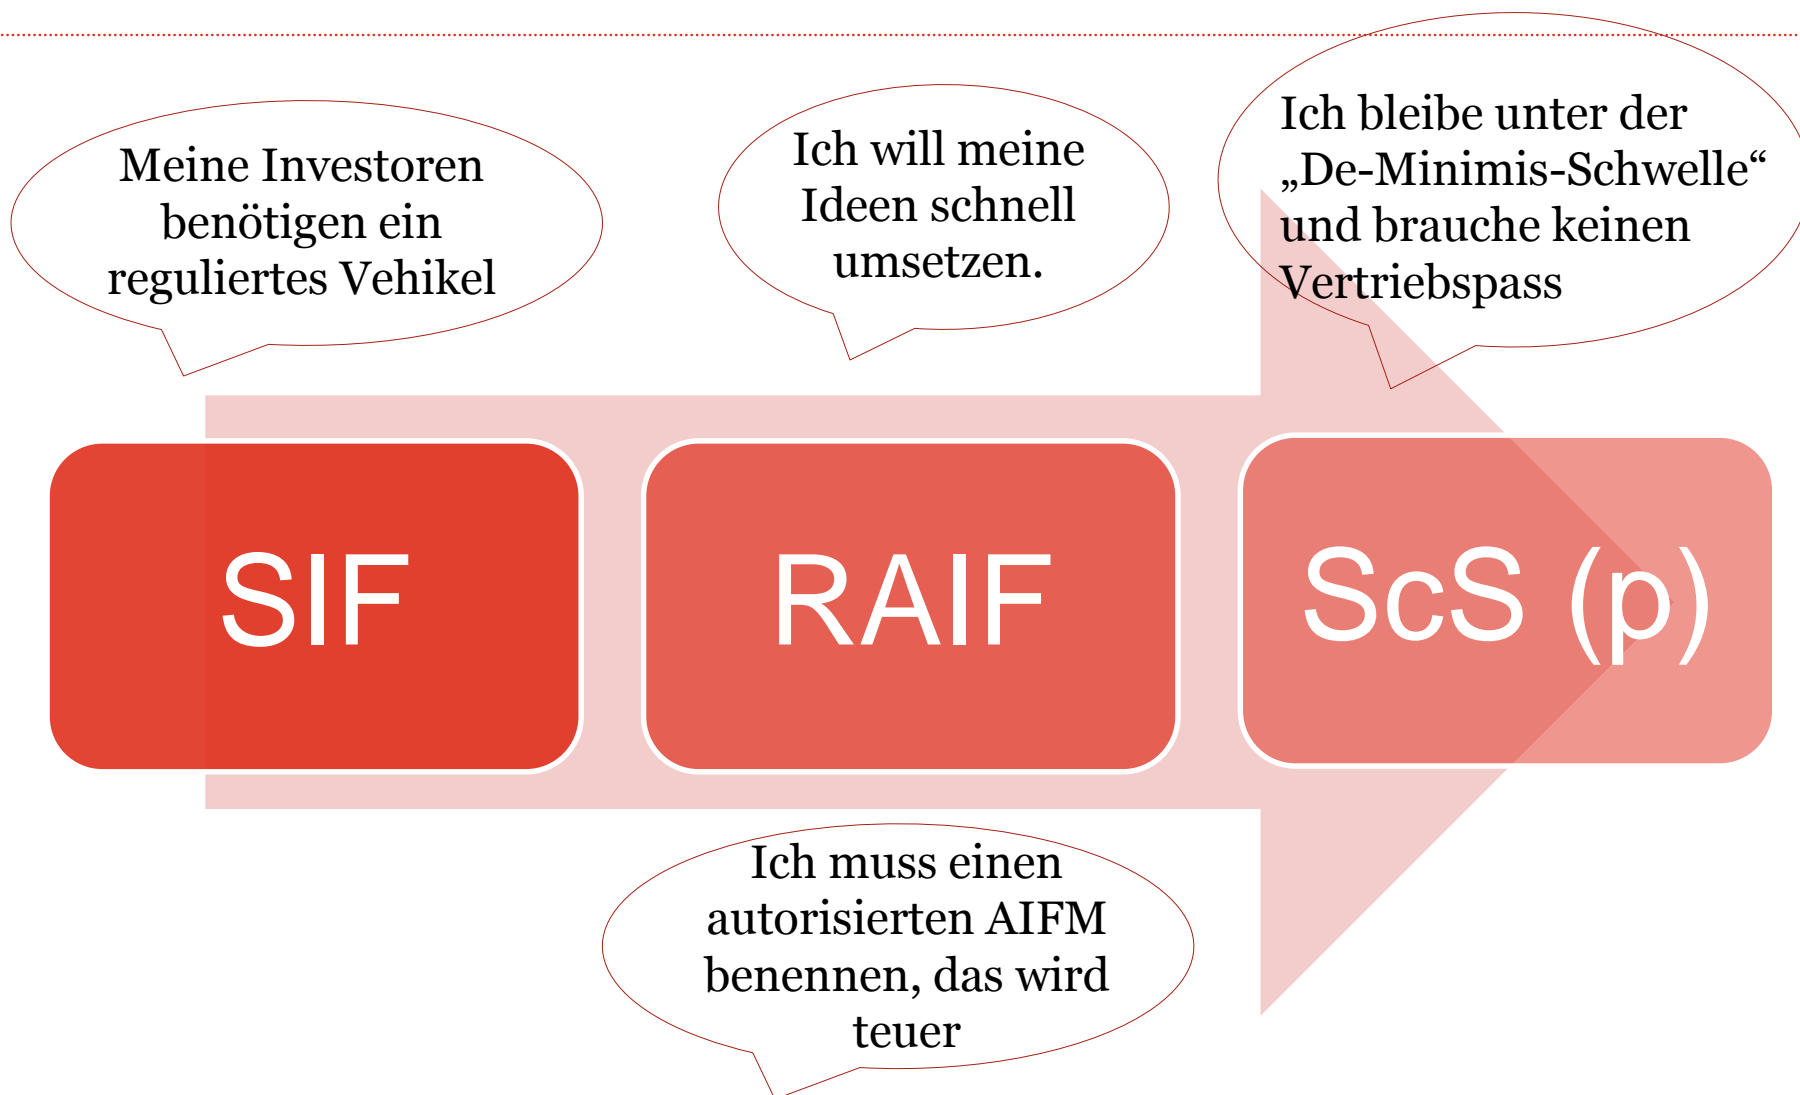 Meine Investoren
benötigen ein
reguliertes Vehikel
Ich will meine
Ideen schnell
umsetzen.
Ich bleibe unter der
„De-Minimis-Schwelle“
und brauche keinen
Vertriebspass
SIF
RAIF
ScS (p)
Ich muss einen
autorisierten AIFM
benennen, das wird
teuer